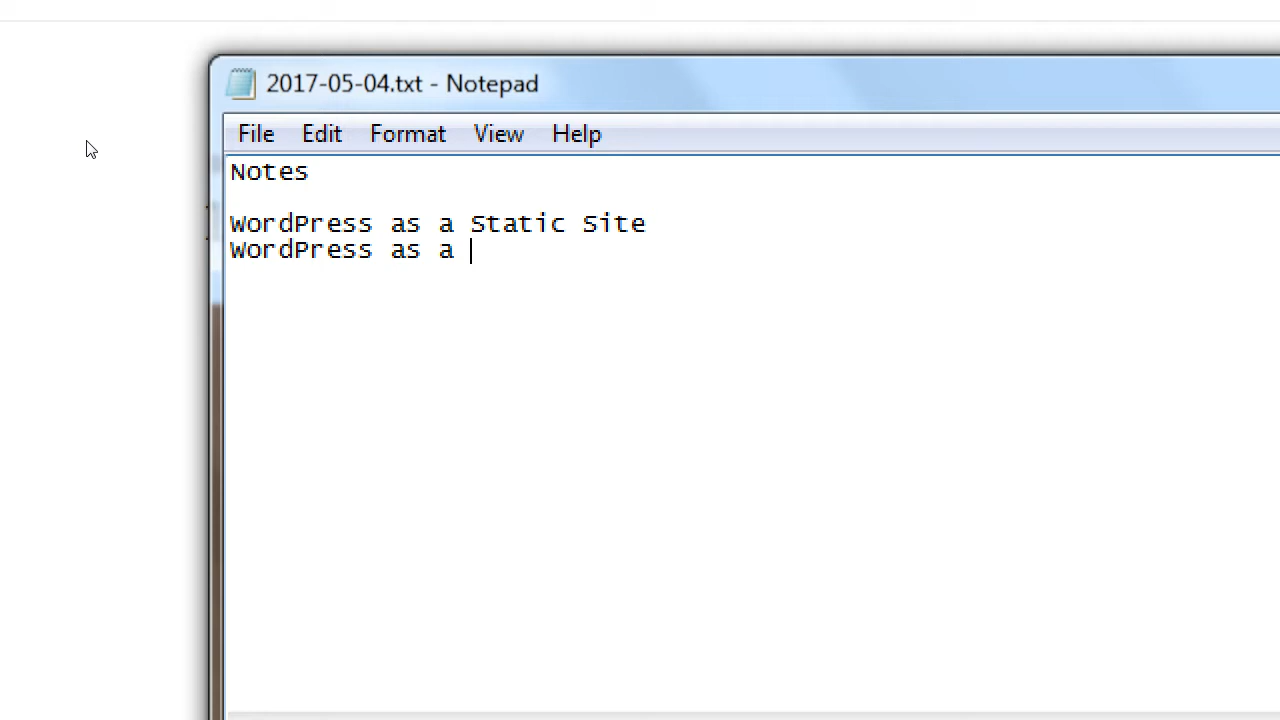 2017-05-04.txt - Notepad
File Edit Format View Help
Notes
WordPress as a Static Site
WordPress as a